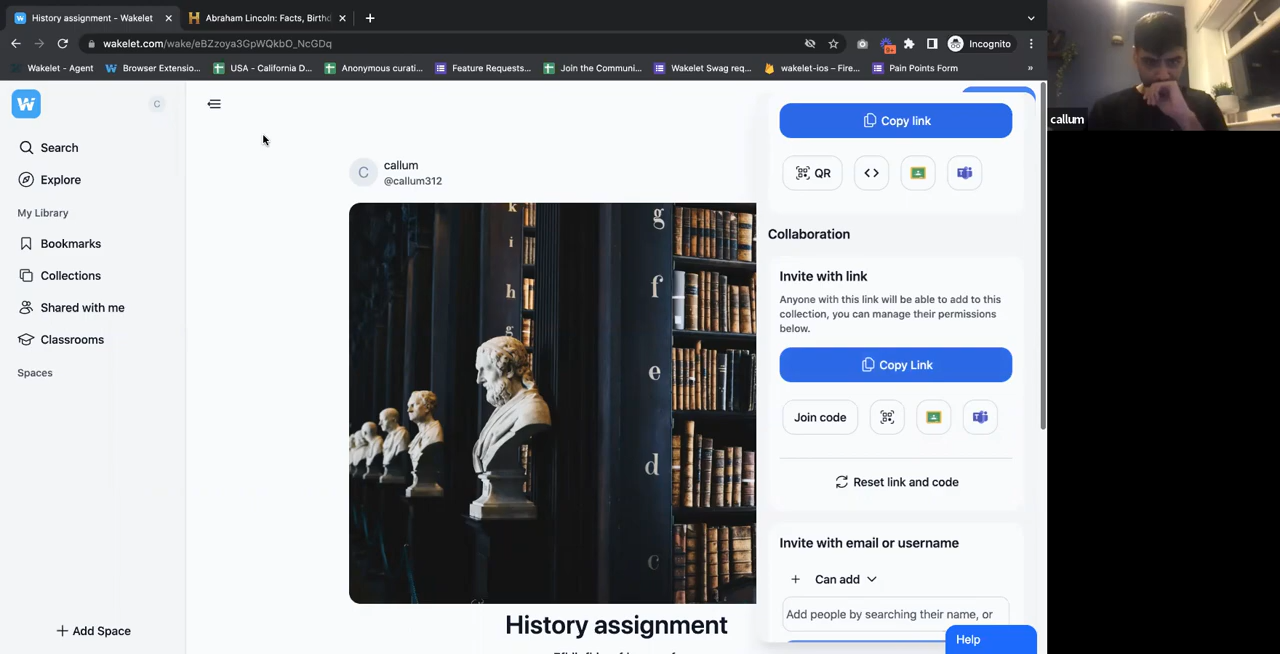 History assignment - Wakelet
Abraham Lincoln: Facts, Birthd
wakelet.com/wake/eBZzoya3GpWQkbO_NcGDq
9+
Incognito
Wakelet - Agent
Browser Extensio...
USA - California D...
Anonymous curati...
Feature Requests...
Join the Communi...
Wakelet Swag req...
wakelet-ios – Fire...
Pain Points Form
»
W
C
Search
Explore
My Library
Bookmarks
Collections
Shared with me
Classrooms
Spaces
+ Add Space
C
callum
@callum312
k
i
h
g
g
f
e
d
c
History assignment
Copy link
QR
<>
Collaboration
Invite with link
Anyone with this link will be able to add to this
collection, you can manage their permissions
below.
Copy Link
Join code
Reset link and code
Invite with email or username
+ Can add
Add people by searching their name, or
Help
callum